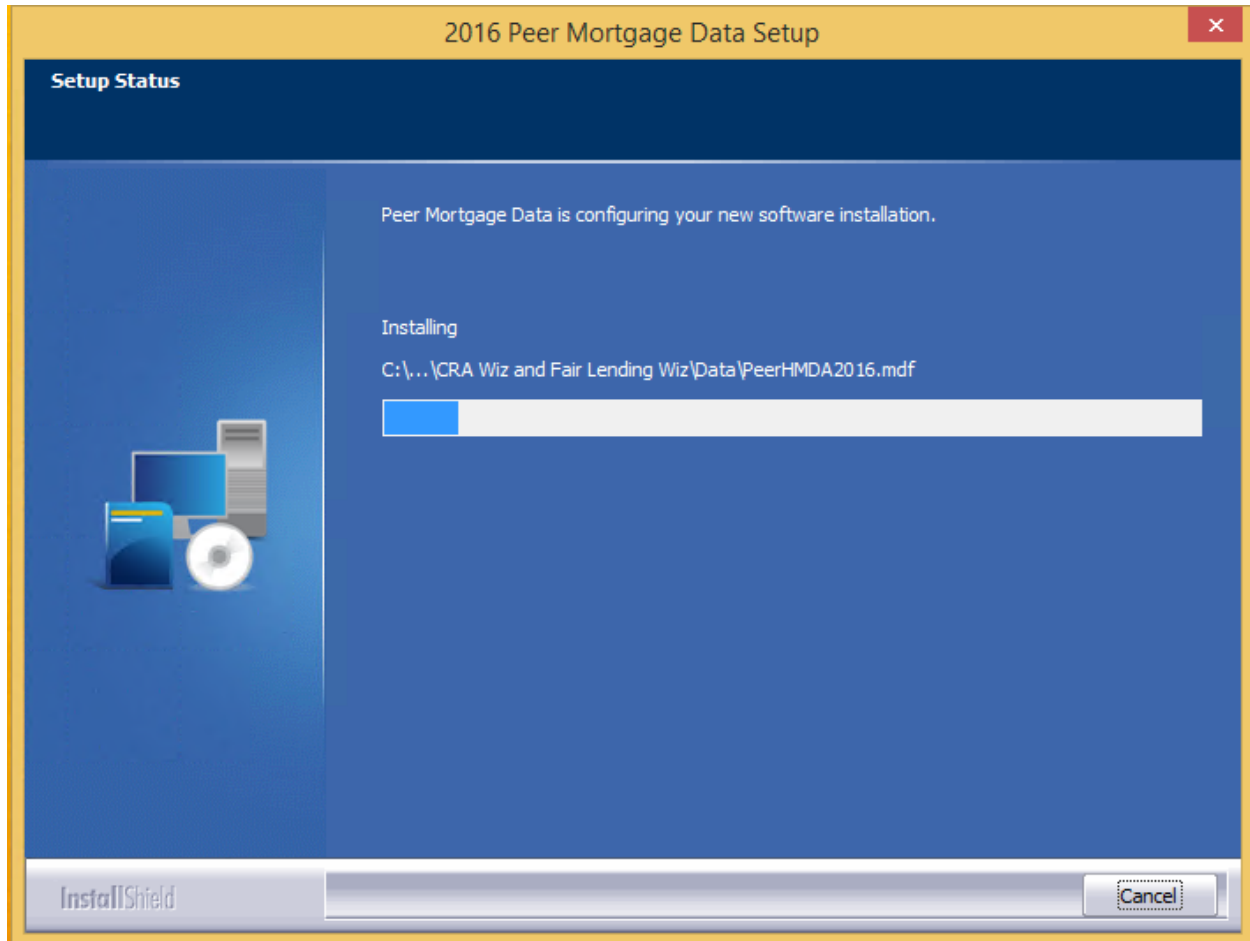 2016 Peer Mortgage Data Setup
Setup Status
Peer Mortgage Data is configuring your new software installation.
Installing
C:\...\CRA Wiz and Fair Lending Wiz\Data\PeerHMDA2016.mdf
InstallShield
Cancel